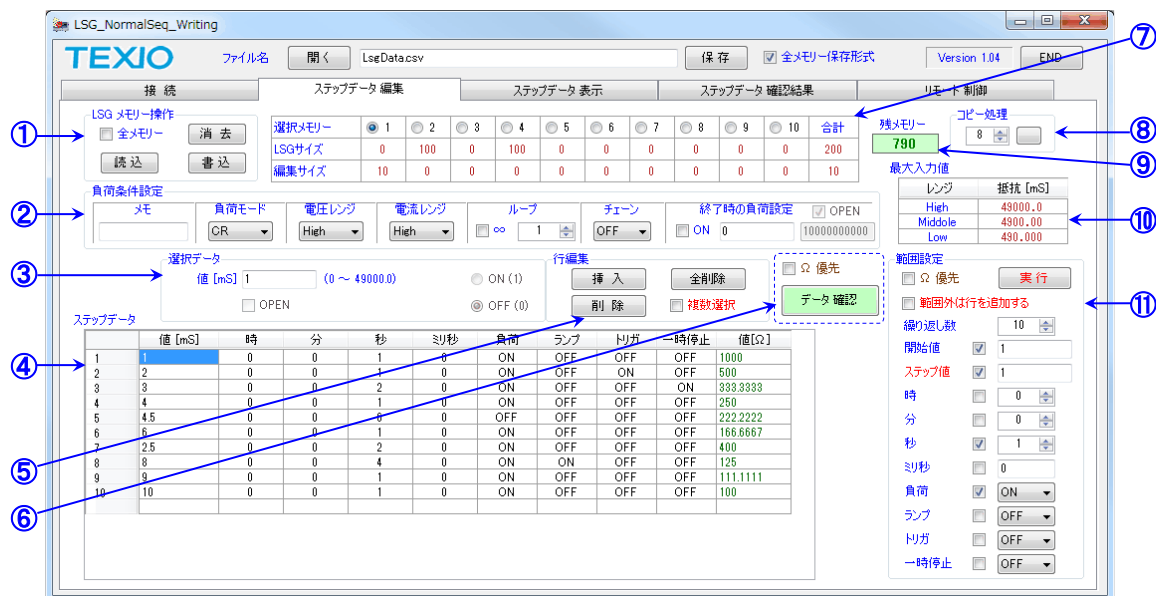 LSG_NormalSeq_Writing
TEXIO ファイル名 開く LsgData.csv 保存 全メモリー保存形式 Version 1.04 END
接続 ステップデータ編集 ステップデータ表示 ステップデータ確認結果 リモート制御
LSG メモリー操作
全メモリー 消去
読込 書込
選択メモリー 1 2 3 4 5 6 7 8 9 10 合計
LSGサイズ 0 100 0 100 0 0 0 0 0 0 200
編集サイズ 10 0 0 0 0 0 0 0 0 0 10
残メモリー
790
コピー処理
8
最大入力値
レンジ 抵抗 [mS]
High 49000.0
Middole 4900.00
Low 490.000
負荷条件設定
メモ 負荷モード 電圧レンジ 電流レンジ ループ チェーン 終了時の負荷設定 OPEN
CR High High ∞ 1 OFF ON 0 10000000000
選択データ
値 [mS] 1 (0 ~ 49000.0) ON (1)
OPEN OFF (0)
行編集
挿入 全削除
削除 複数選択
Ω 優先
データ確認
ステップデータ
値 [mS] 時 分 秒 ミリ秒 負荷 ランプ トリガ 一時停止 値[Ω]
1 1 0 0 1 0 ON OFF OFF OFF 1000
2 2 0 0 1 0 ON OFF ON OFF 500
3 3 0 0 2 0 ON OFF OFF ON 333.3333
4 4 0 0 1 0 ON OFF OFF OFF 250
5 4.5 0 0 0 OFF OFF OFF OFF 222.2222
6 6 0 0 1 0 ON OFF OFF OFF 166.6667
7 2.5 0 0 2 0 ON OFF OFF OFF 400
8 8 0 0 4 0 ON ON OFF OFF 125
9 9 0 0 1 0 ON OFF OFF OFF 111.1111
10 10 0 0 1 0 ON OFF OFF OFF 100
範囲設定
Ω 優先 実行
範囲外は行を追加する
繰り返し数 10
開始値 1
ステップ値 1
時 0
分 0
秒 1
ミリ秒 0
負荷 ON
ランプ OFF
トリガ OFF
一時停止 OFF
①
②
③
④
⑤
⑥
⑦
⑧
⑨
⑩
⑪